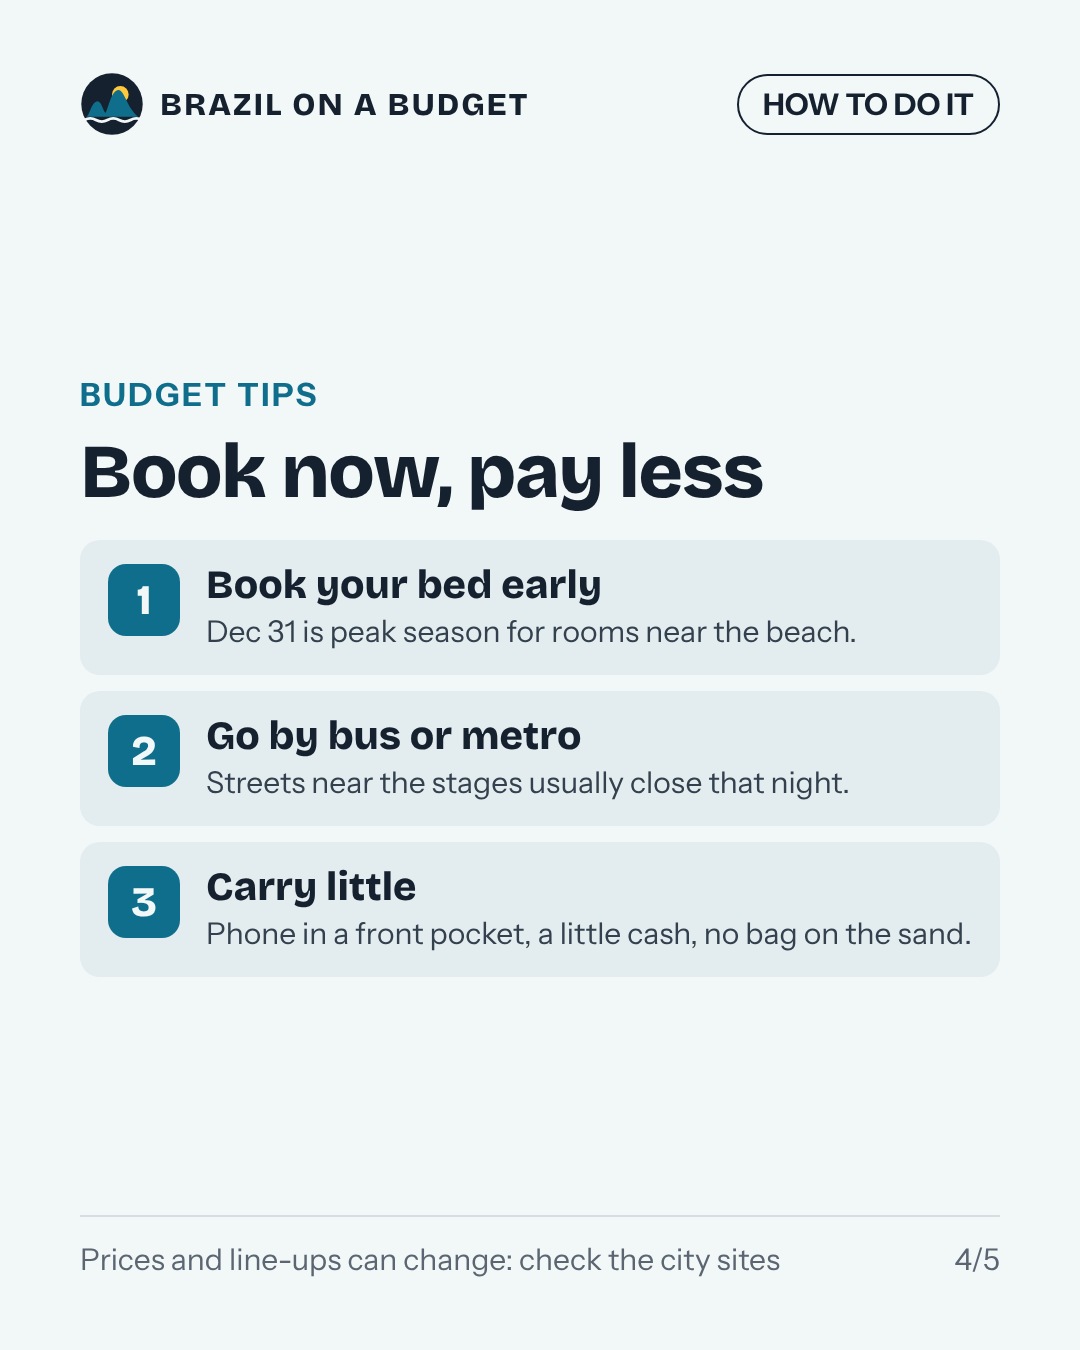 BRAZIL ON A BUDGET
HOW TO DO IT
BUDGET TIPS
Book now, pay less
1
Book your bed early
Dec 31 is peak season for rooms near the beach.
2
Go by bus or metro
Streets near the stages usually close that night.
3
Carry little
Phone in a front pocket, a little cash, no bag on the sand.
Prices and line-ups can change: check the city sites
4/5